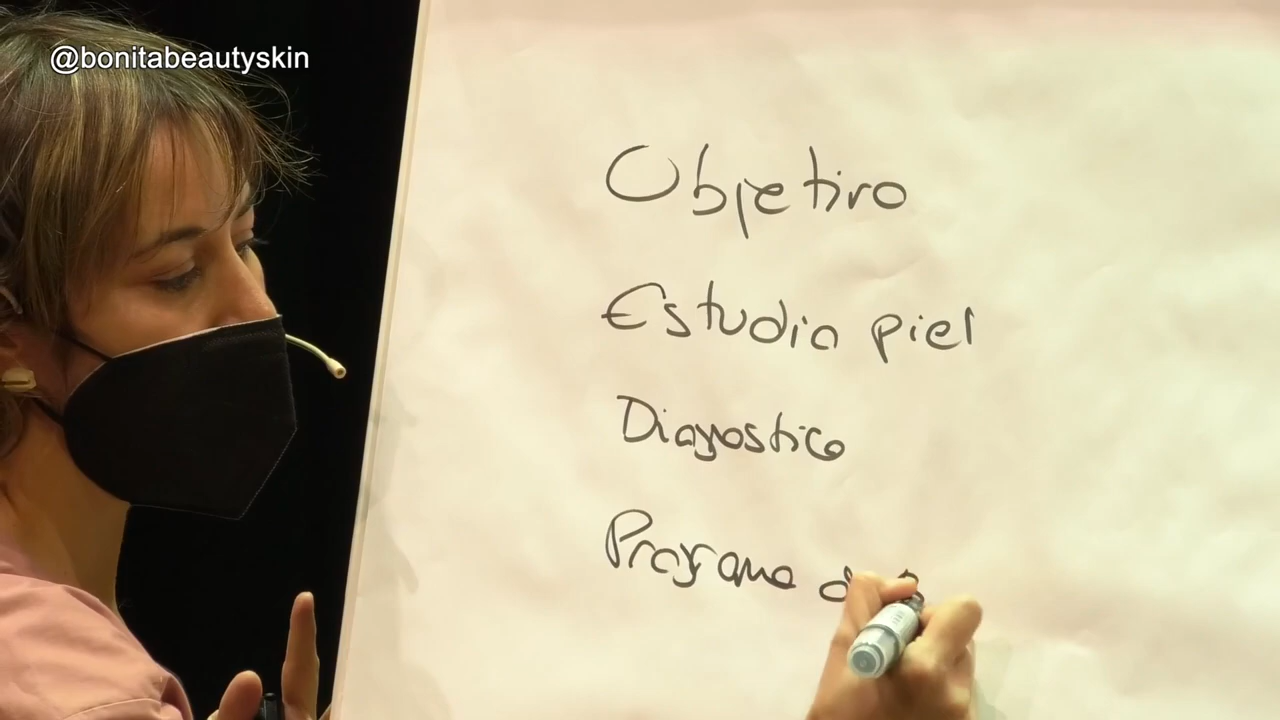 @bonitabeautyskin
Objetivo
Estudio piel
Diagnostico
Programa